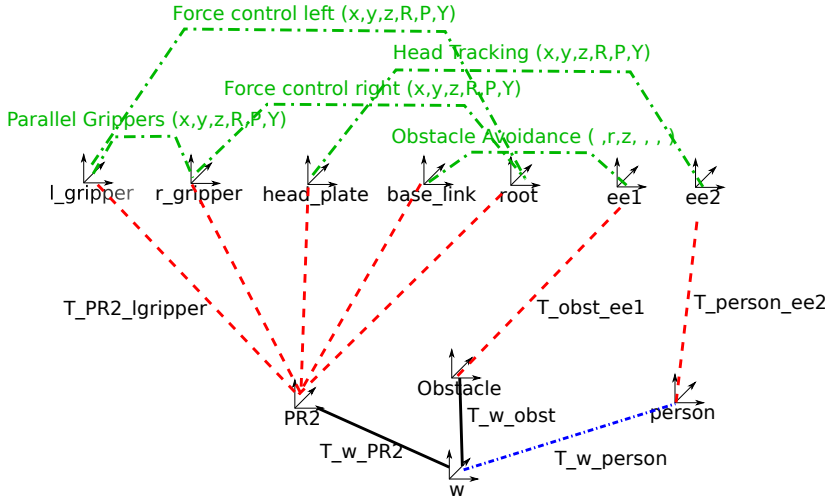 Force control left (x,y,z,R,P,Y)
Head Tracking (x,y,z,R,P,Y)
Force control right (x,y,z,R,P,Y)
Parallel Grippers (x,y,z,R,P,Y)
Obstacle Avoidance ( ,r,z, , , )
l_gripper
r_gripper
head_plate
base_link
root
ee1
ee2
T_PR2_lgripper
T_obst_ee1
T_person_ee2
Obstacle
PR2
person
T_w_obst
T_w_PR2
T_w_person
w